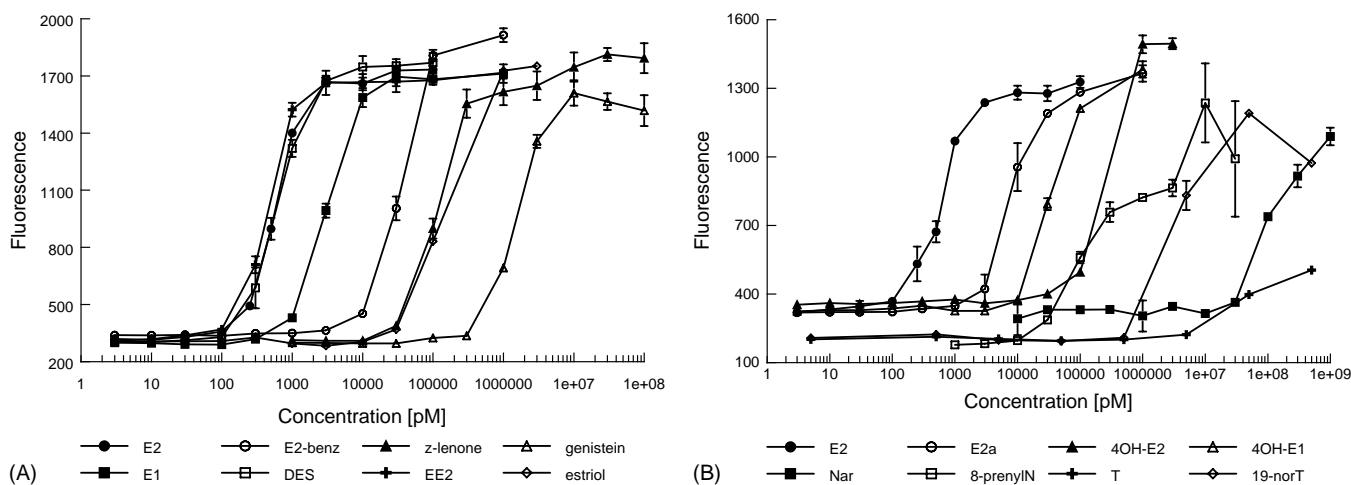 2000
1700
1400
1100
800
500
200
Fluorescence
1 10 100 1000 10000 100000 1000000 1e+07 1e+08
Concentration [pM]
E2 E2-benz z-lenone genistein
E1 DES EE2 estriol
(A)
1600
1300
1000
700
400
100
Fluorescence
1 10 100 1000 10000 100000 1000000 1e+07 1e+08 1e+09
Concentration [pM]
E2 E2a 4OH-E2 4OH-E1
Nar 8-prenylN T 19-norT
(B)